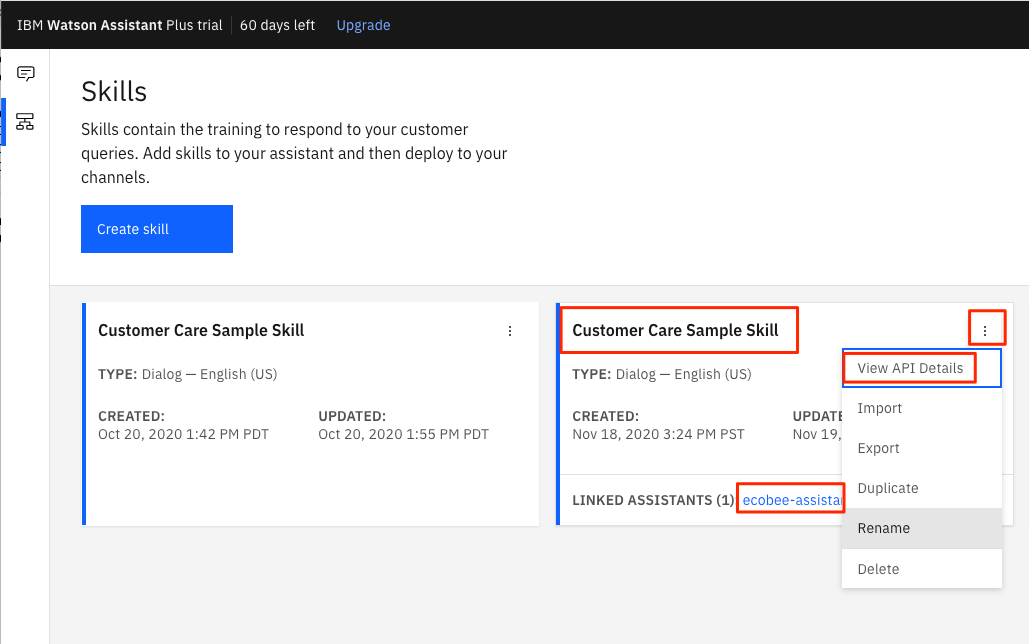 IBM Watson Assistant Plus trial 60 days left Upgrade
Skills
Skills contain the training to respond to your customer
queries. Add skills to your assistant and then deploy to your
channels.
Create skill
Customer Care Sample Skill
TYPE: Dialog — English (US)
CREATED:
Oct 20, 2020 1:42 PM PDT
UPDATED:
Oct 20, 2020 1:55 PM PDT
Customer Care Sample Skill
TYPE: Dialog — English (US)
CREATED:
Nov 18, 2020 3:24 PM PST
Nov 19,
LINKED ASSISTANTS (1):
View API Details
Import
Export
Duplicate
Rename
Delete